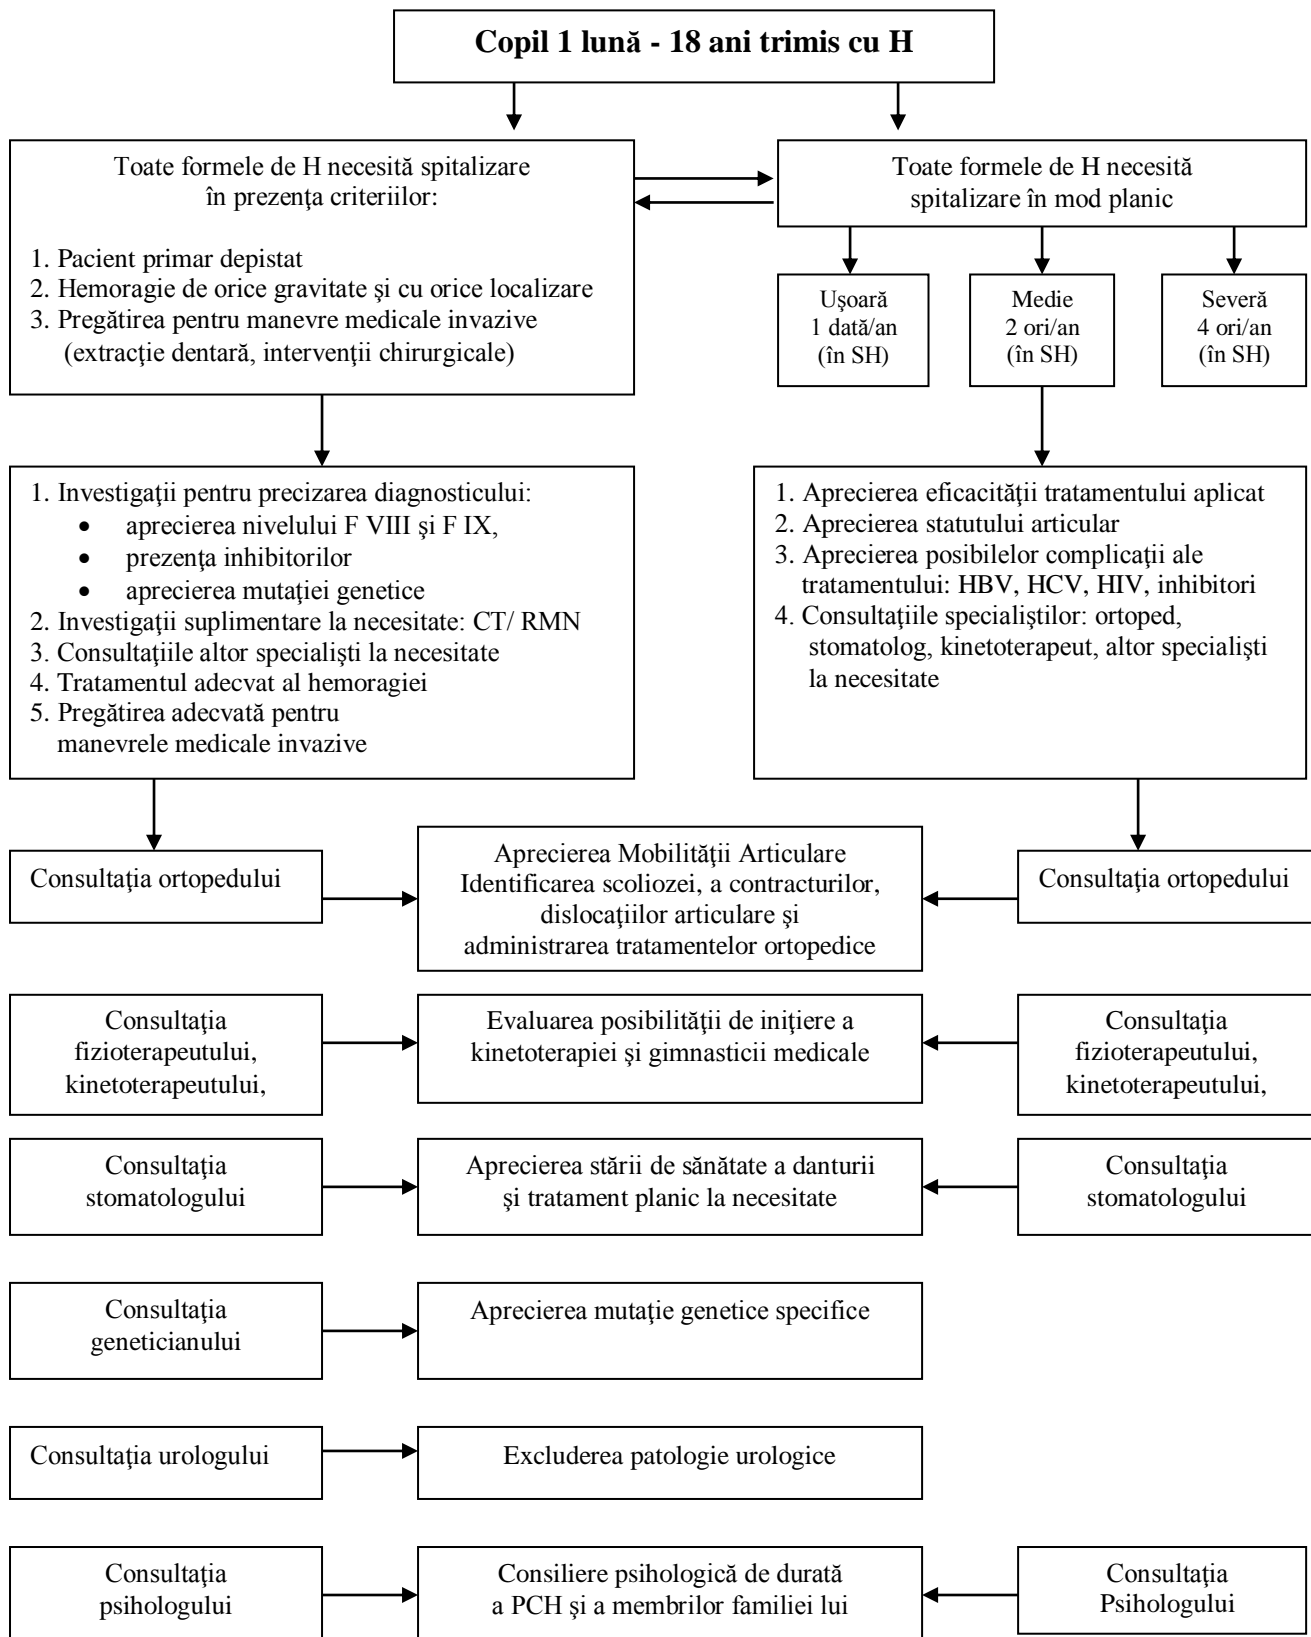 Copil 1 lună - 18 ani trimis cu H
Toate formele de H necesită spitalizare
în prezenţa criteriilor:
1. Pacient primar depistat
2. Hemoragie de orice gravitate şi cu orice localizare
3. Pregătirea pentru manevre medicale invazive
(extracţie dentară, intervenţii chirurgicale)
Toate formele de H necesită
spitalizare în mod planic
Uşoară
1 dată/an
(în SH)
Medie
2 ori/an
(în SH)
Severă
4 ori/an
(în SH)
1. Investigaţii pentru precizarea diagnosticului:
• aprecierea nivelului F VIII şi F IX,
• prezenţa inhibitorilor
• aprecierea mutaţiei genetice
2. Investigaţii suplimentare la necesitate: CT/ RMN
3. Consultaţiile altor specialişti la necesitate
4. Tratamentul adecvat al hemoragiei
5. Pregătirea adecvată pentru
manevrele medicale invazive
1. Aprecierea eficacităţii tratamentului aplicat
2. Aprecierea statutului articular
3. Aprecierea posibilelor complicaţii ale
tratamentului: HBV, HCV, HIV, inhibitori
4. Consultaţiile specialiştilor: ortoped,
stomatolog, kinetoterapeut, altor specialişti
la necesitate
Consultaţia ortopedului
Aprecierea Mobilităţii Articulare
Identificarea scoliozei, a contracturilor,
dislocaţiilor articulare şi
administrarea tratamentelor ortopedice
Consultaţia ortopedului
Consultaţia
fizioterapeutului,
kinetoterapeutului,
Evaluarea posibilităţii de iniţiere a
kinetoterapiei şi gimnasticii medicale
Consultaţia
fizioterapeutului,
kinetoterapeutului,
Consultaţia
stomatologului
Aprecierea stării de sănătate a danturii
şi tratament planic la necesitate
Consultaţia
stomatologului
Consultaţia
geneticianului
Aprecierea mutaţie genetice specifice
Consultaţia urologului
Excluderea patologie urologice
Consultaţia
psihologului
Consiliere psihologică de durată
a PCH şi a membrilor familiei lui
Consultaţia
Psihologului